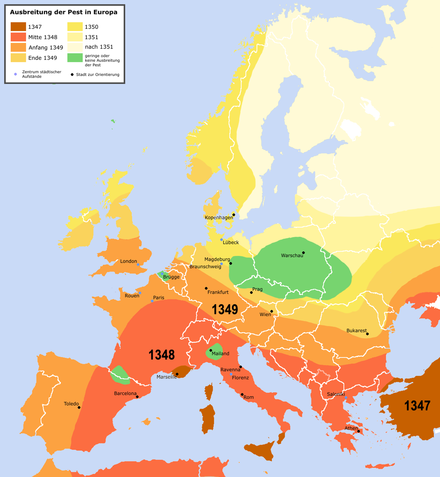 Ausbreitung der Pest in Europa
1347
Mitte 1348
Anfang 1349
Ende 1349
1350
1351
nach 1351
geringe oder
keine Ausbreitung
der Pest
Zentrum städtischer
Aufstände
Stadt zur Orientierung
Kopenhagen
Lübeck
London
Magdeburg
Braunschweig
Warschau
Brügge
Rouen
Paris
Frankfurt
Prag
1349
Wien
Bukarest
1348
Mailand
Marseille
Ravenna
Florenz
Barcelona
Toledo
Rom
Saloniki
Athen
1347